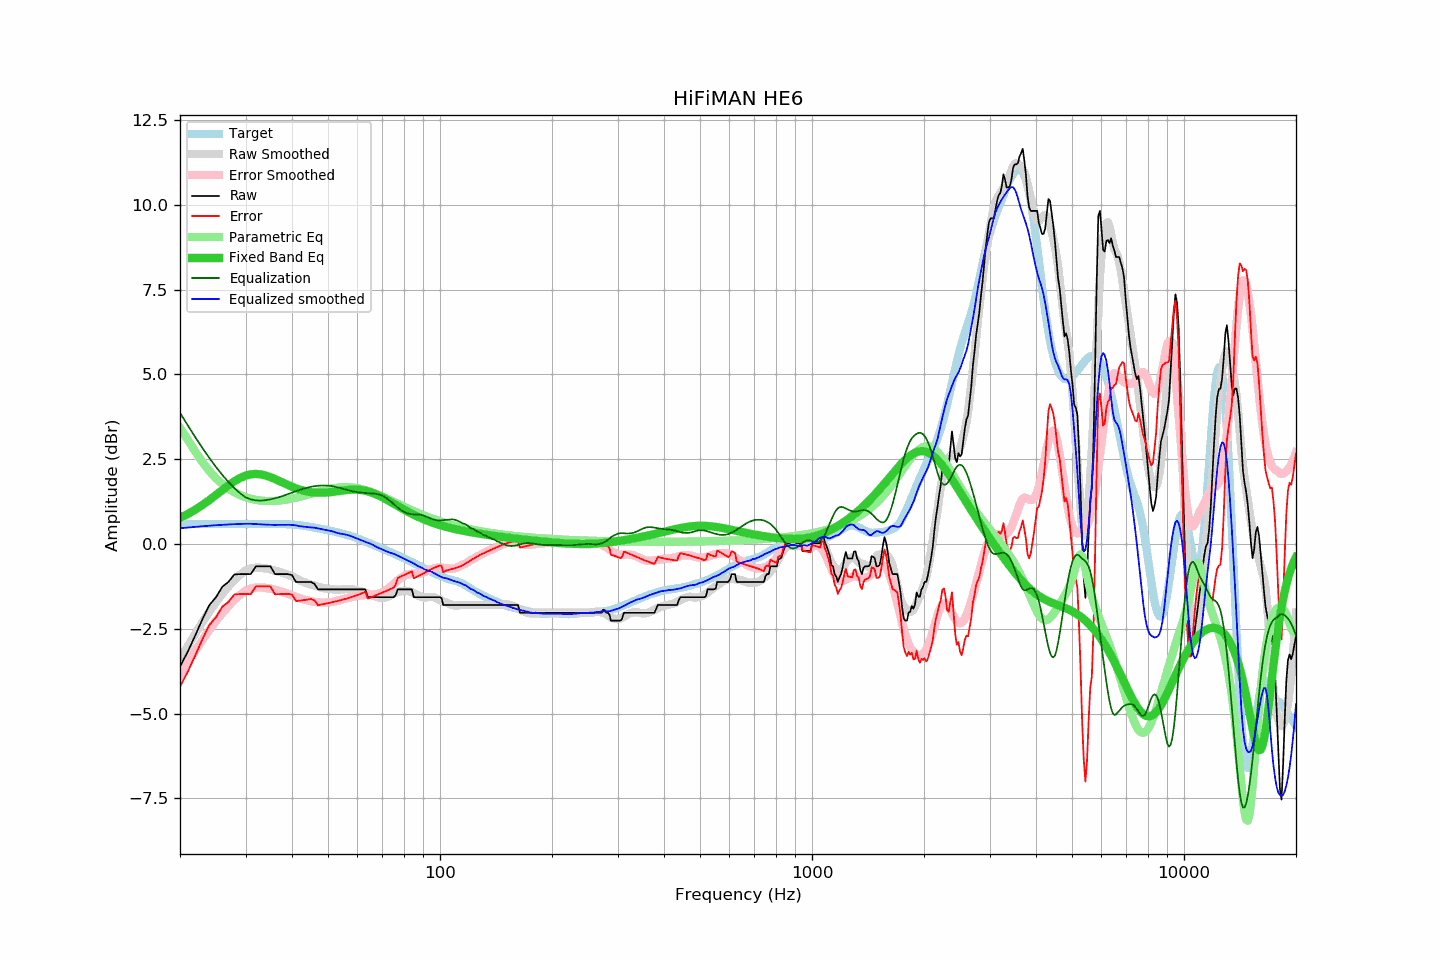 HiFiMAN HE6
12.5
10.0
7.5
5.0
2.5
0.0
−2.5
−5.0
−7.5
Amplitude (dBr)
Target
Raw Smoothed
Error Smoothed
Raw
Error
Parametric Eq
Fixed Band Eq
Equalization
Equalized smoothed
100
1000
10000
Frequency (Hz)